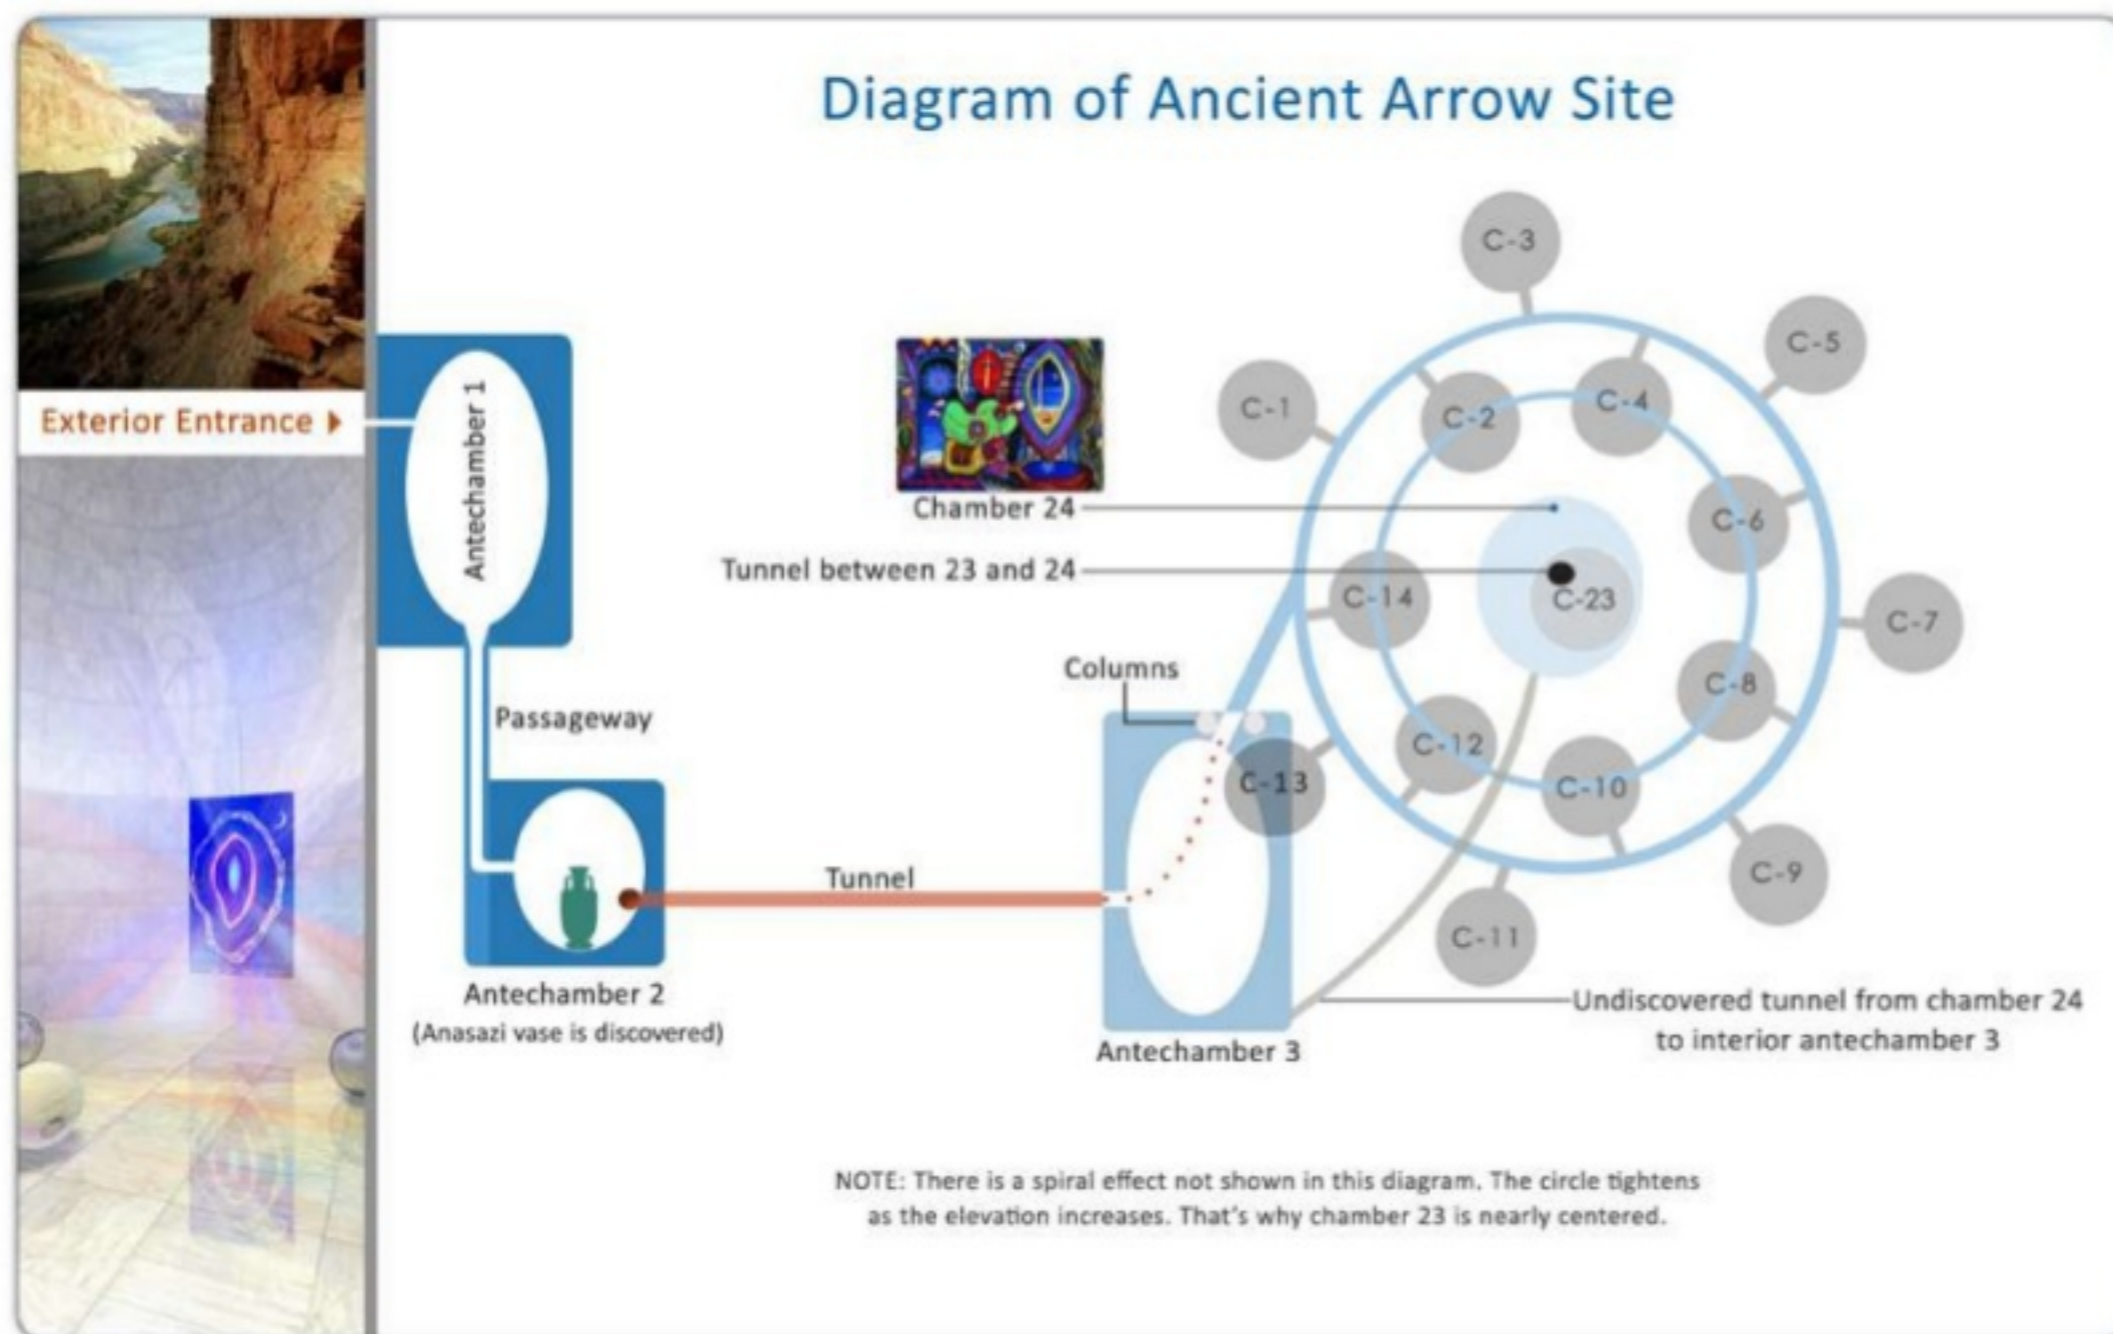 Diagram of Ancient Arrow Site
Exterior Entrance
Antechamber 1
Passageway
Antechamber 2
(Anasazi vase is discovered)
Tunnel
Chamber 24
Tunnel between 23 and 24
Columns
Antechamber 3
C-3
C-5
C-1
C-2
C-4
C-6
C-14
C-23
C-7
C-8
C-12
C-13
C-10
C-9
C-11
Undiscovered tunnel from chamber 24
to interior antechamber 3
NOTE: There is a spiral effect not shown in this diagram. The circle tightens
as the elevation increases. That's why chamber 23 is nearly centered.